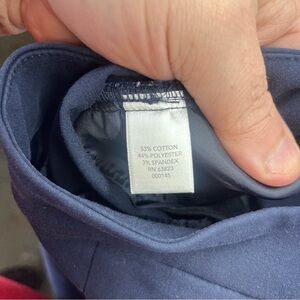 53% COTTON
44% POLYESTER
3% SPANDEX
RN 63823
000145